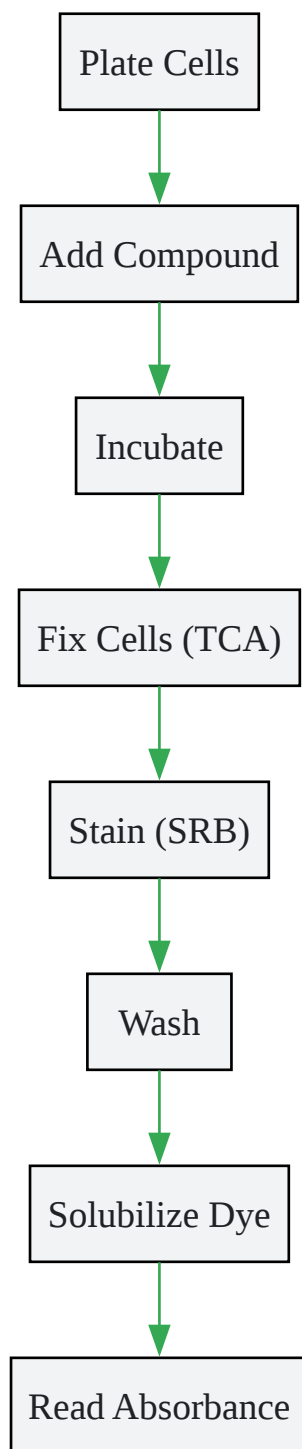 Plate Cells
Add Compound
Incubate
Fix Cells (TCA)
Stain (SRB)
Wash
Solubilize Dye
Read Absorbance